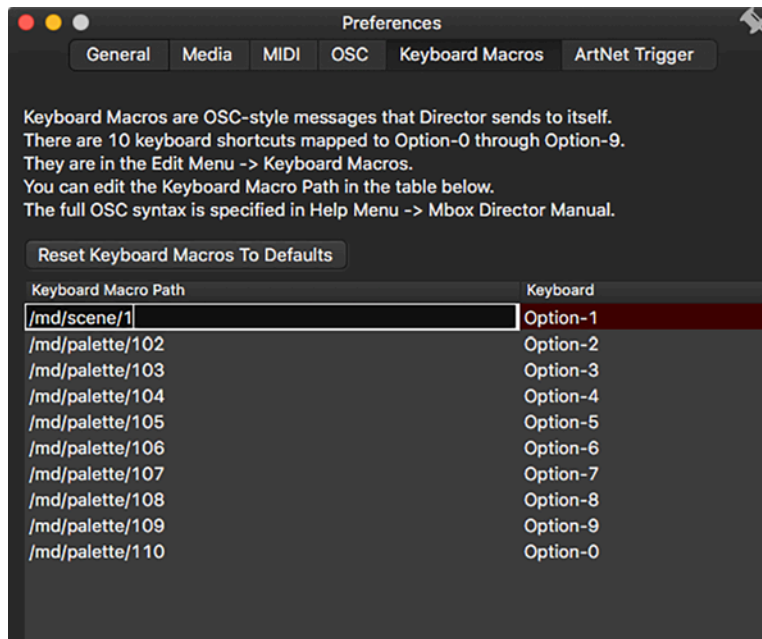 Preferences
General Media MIDI OSC Keyboard Macros ArtNet Trigger
Keyboard Macros are OSC-style messages that Director sends to itself.
There are 10 keyboard shortcuts mapped to Option-0 through Option-9.
They are in the Edit Menu -> Keyboard Macros.
You can edit the Keyboard Macro Path in the table below.
The full OSC syntax is specified in Help Menu -> Mbox Director Manual.
Reset Keyboard Macros To Defaults
Keyboard Macro Path Keyboard
/md/scene/1 Option-1
/md/palette/102 Option-2
/md/palette/103 Option-3
/md/palette/104 Option-4
/md/palette/105 Option-5
/md/palette/106 Option-6
/md/palette/107 Option-7
/md/palette/108 Option-8
/md/palette/109 Option-9
/md/palette/110 Option-0